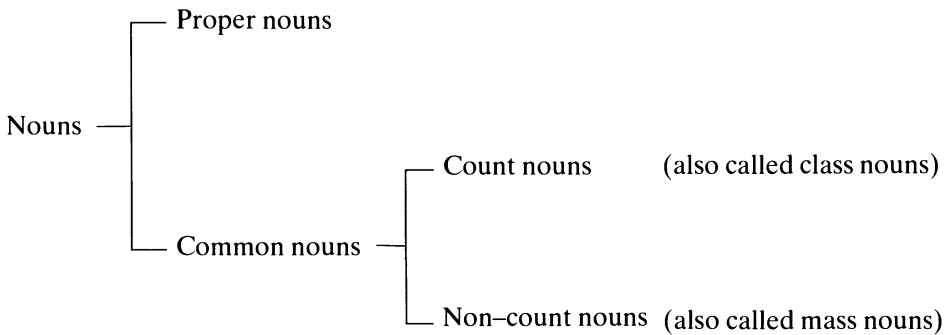 Proper nouns
Nouns
Count nouns (also called class nouns)
Common nouns
Non–count nouns (also called mass nouns)